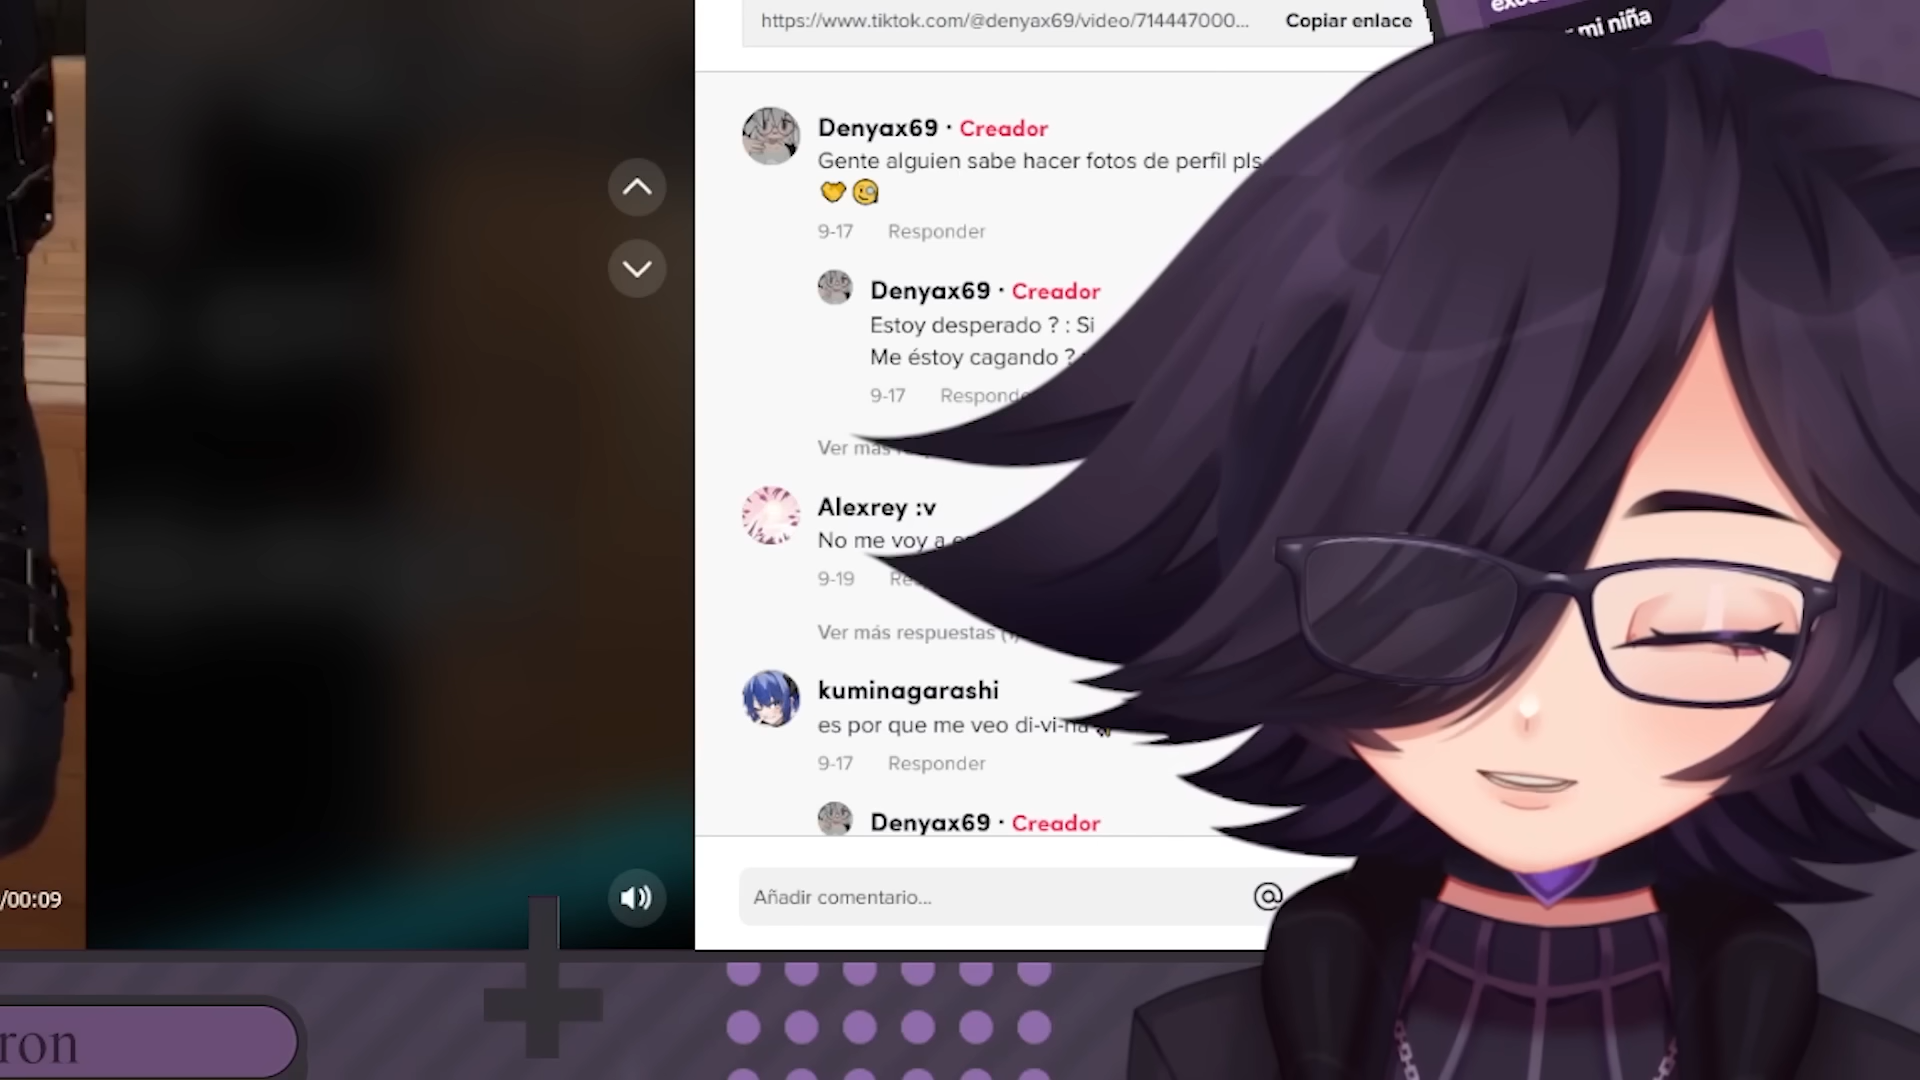 https://www.tiktok.com/@denyax69/video/714447000... Copiar enlace
mi niña
Denyax69 · Creador
Gente alguien sabe hacer fotos de perfil pls
9-17 Responder
Denyax69 · Creador
Estoy desperado ? : Si
Me éstoy cagando ?
9-17
Ver más
Alexrey :v
No me voy a
9-19
Ver más respuestas
kuminagarashi
es por que me veo di-vi-na
9-17 Responder
Denyax69 · Creador
/00:09
Añadir comentario... @
ron